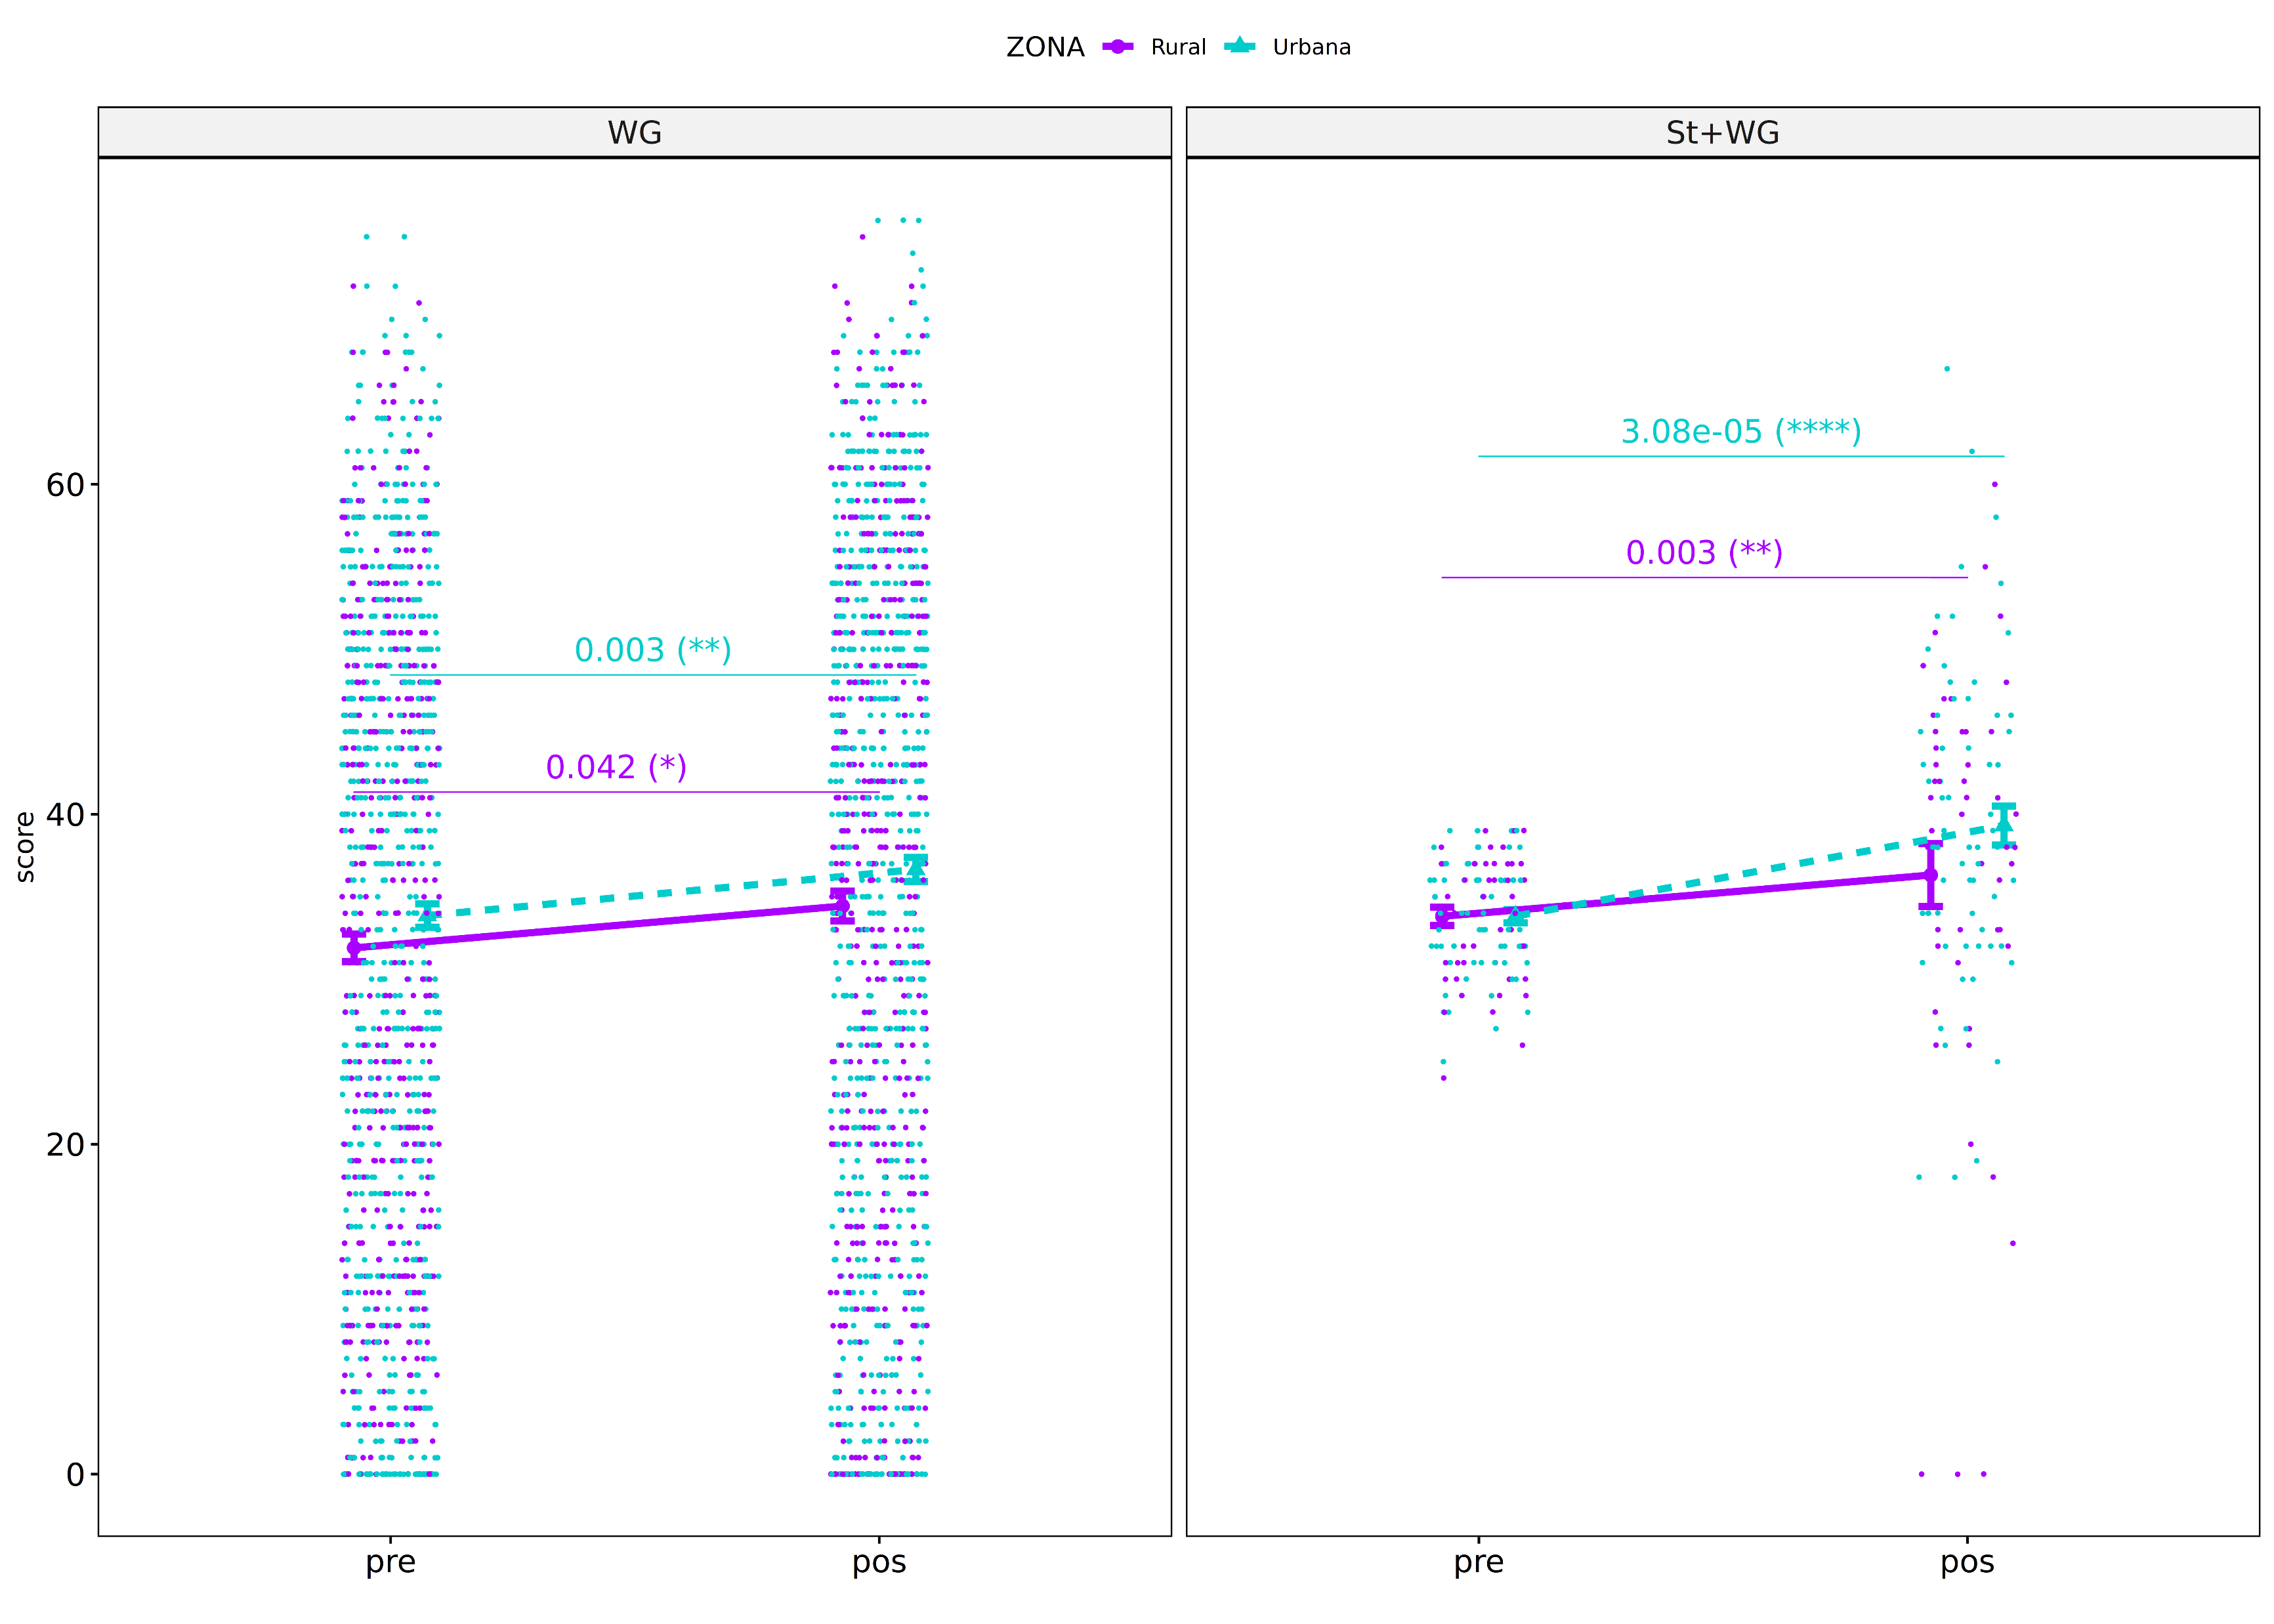 ZONA Rural Urbana
WG
St+WG
score
60
40
20
0
3.08e-05 (****)
0.003 (**)
0.003 (**)
0.042 (*)
pre
pos
pre
pos